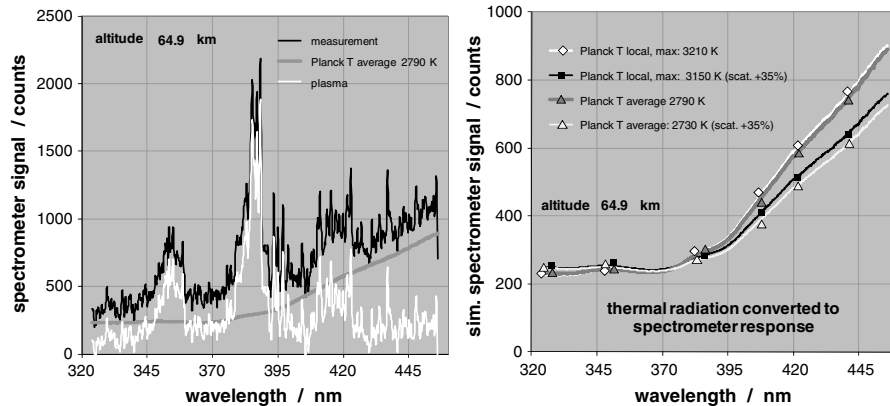 altitude 64.9 km
measurement
Planck T average 2790 K
plasma
spectrometer signal / counts
2500
2000
1500
1000
500
0
320
345
370
395
420
445
wavelength / nm
Planck T local, max: 3210 K
Planck T local, max: 3150 K (scat. +35%)
Planck T average 2790 K
Planck T average: 2730 K (scat. +35%)
altitude 64.9 km
thermal radiation converted to
spectrometer response
sim. spectrometer signal / counts
1000
800
600
400
200
0
320
345
370
395
420
445
wavelength / nm